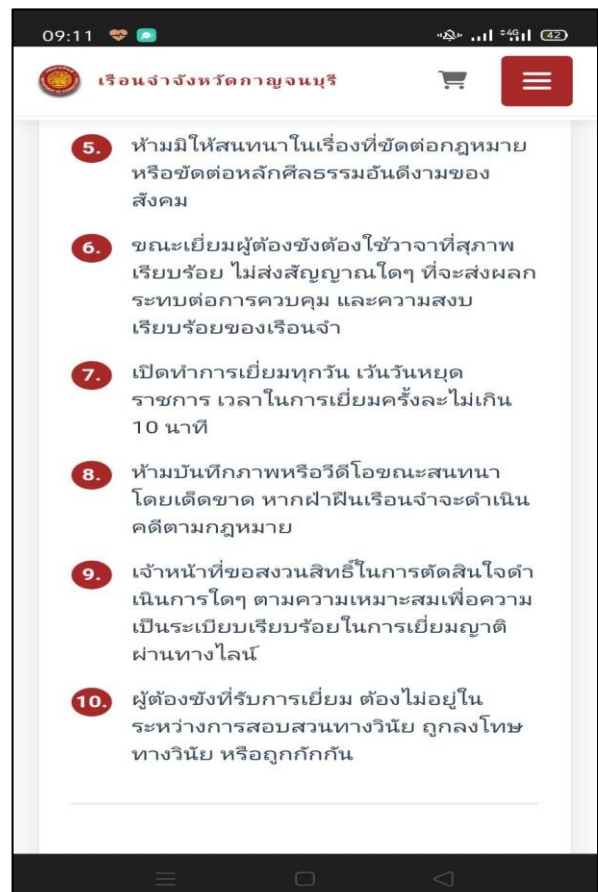 09:11
4G
42
เรือนจำจังหวัดกาญจนบุรี
5. ห้ามมิให้สนทนาในเรื่องที่ขัดต่อกฎหมาย
หรือขัดต่อหลักศีลธรรมอันดีงามของ
สังคม
6. ขณะเยี่ยมผู้ต้องขังต้องใช้วาจาที่สุภาพ
เรียบร้อย ไม่ส่งสัญญาณใดๆ ที่จะส่งผลก
ระทบต่อการควบคุม และความสงบ
เรียบร้อยของเรือนจำ
7. เปิดทำการเยี่ยมทุกวัน เว้นวันหยุด
ราชการ เวลาในการเยี่ยมครั้งละไม่เกิน
10 นาที
8. ห้ามบันทึกภาพหรือวีดีโอขณะสนทนา
โดยเด็ดขาด หากฝ่าฝืนเรือนจำจะดำเนิน
คดีตามกฎหมาย
9. เจ้าหน้าที่ขอสงวนสิทธิ์ในการตัดสินใจดำ
เนินการใดๆ ตามความเหมาะสมเพื่อความ
เป็นระเบียบเรียบร้อยในการเยี่ยมญาติ
ผ่านทางไลน์
10. ผู้ต้องขังที่รับการเยี่ยม ต้องไม่อยู่ใน
ระหว่างการสอบสวนทางวินัย ถูกลงโทษ
ทางวินัย หรือถูกกักกัน